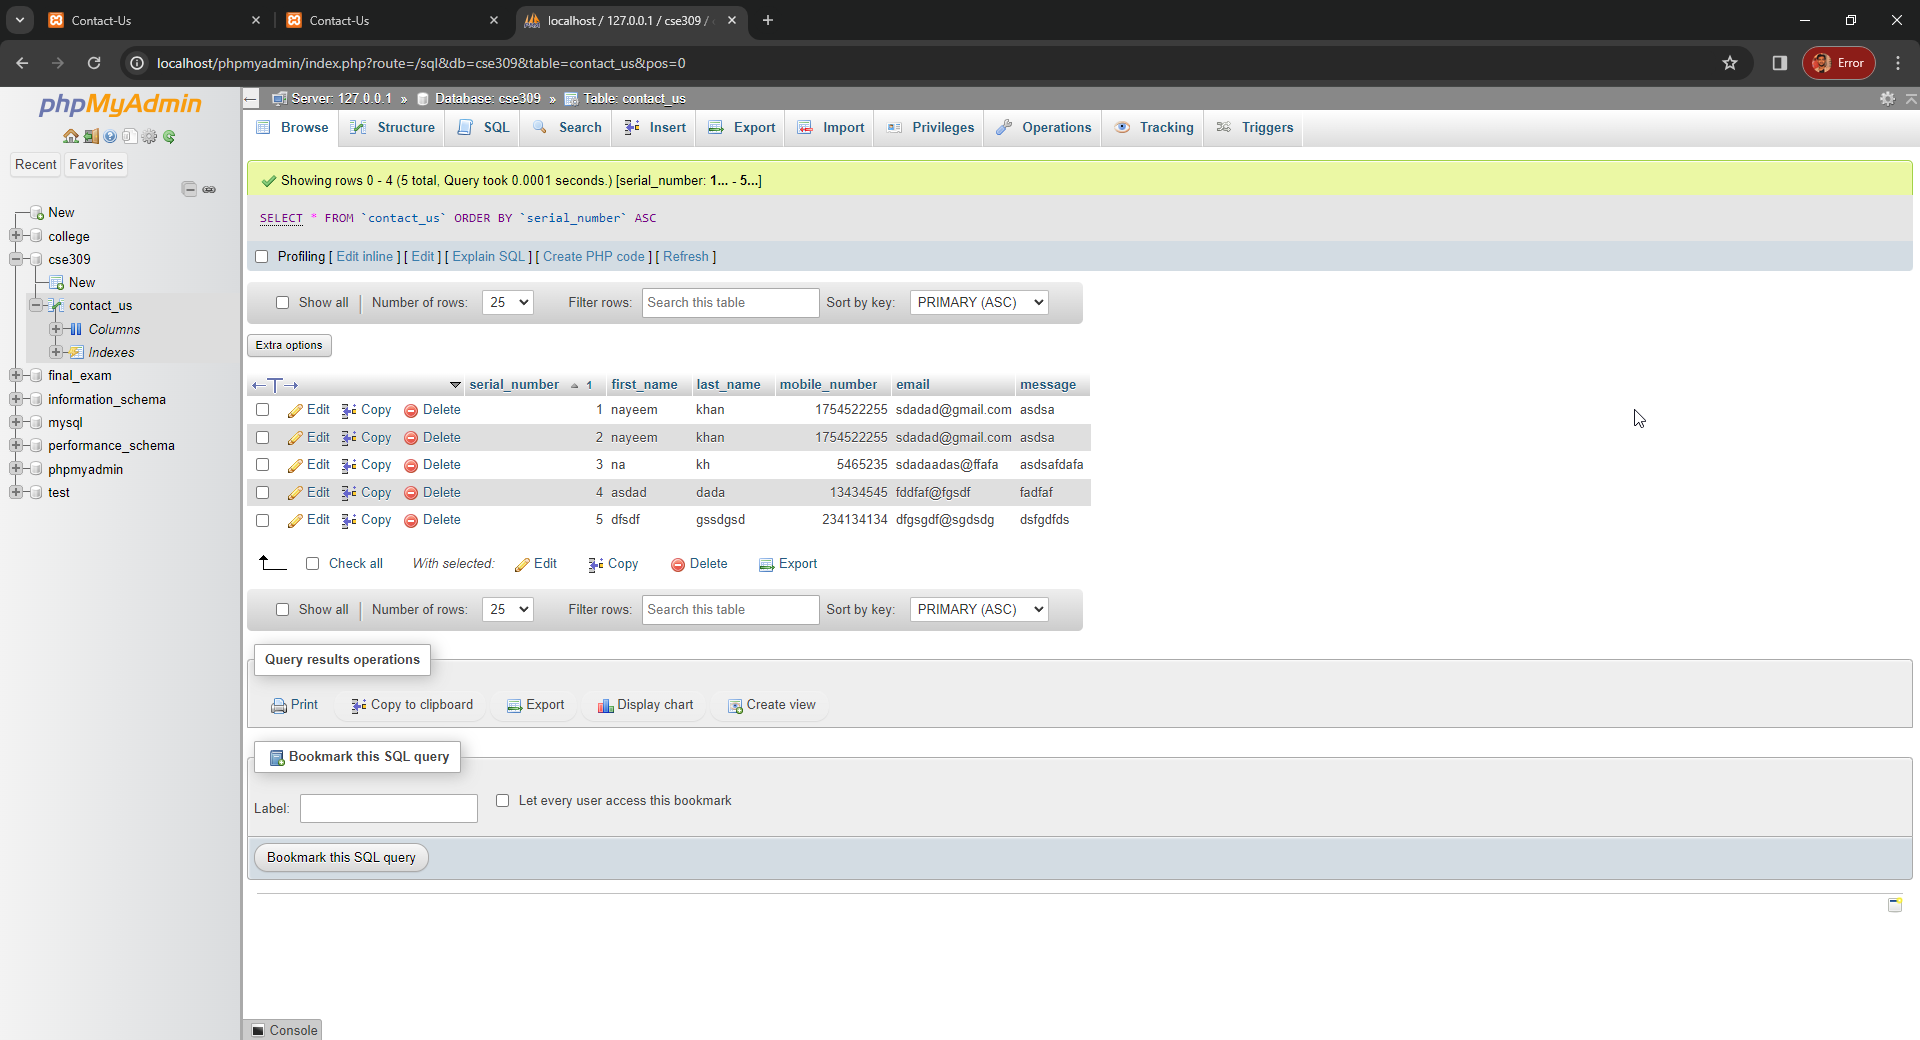 Contact-Us
Contact-Us
localhost / 127.0.0.1 / cse309 /
localhost/phpmyadmin/index.php?route=/sql&db=cse309&table=contact_us&pos=0
Error
phpMyAdmin
Recent
Favorites
New
college
cse309
New
contact_us
Columns
Indexes
final_exam
information_schema
mysql
performance_schema
phpmyadmin
test
Server: 127.0.0.1 » Database: cse309 » Table: contact_us
Browse Structure SQL Search Insert Export Import Privileges Operations Tracking Triggers
Showing rows 0 - 4 (5 total, Query took 0.0001 seconds.) [serial_number: 1... - 5...]
SELECT * FROM `contact_us` ORDER BY `serial_number` ASC
Profiling [ Edit inline ] [ Edit ] [ Explain SQL ] [ Create PHP code ] [ Refresh ]
Show all Number of rows: 25 Filter rows: Search this table Sort by key: PRIMARY (ASC)
Extra options
serial_number 1 first_name last_name mobile_number email message
Edit Copy Delete 1 nayeem khan 1754522255 sdadad@gmail.com asdsa
Edit Copy Delete 2 nayeem khan 1754522255 sdadad@gmail.com asdsa
Edit Copy Delete 3 na kh 5465235 sdadaadas@ffafa asdsafdafa
Edit Copy Delete 4 asdad dada 13434545 fddfaf@fgsdf fadfaf
Edit Copy Delete 5 dfsdf gssdgsd 234134134 dfgsgdf@sgdsdg dsfgdfds
Check all With selected: Edit Copy Delete Export
Show all Number of rows: 25 Filter rows: Search this table Sort by key: PRIMARY (ASC)
Query results operations
Print Copy to clipboard Export Display chart Create view
Bookmark this SQL query
Label: Let every user access this bookmark
Bookmark this SQL query
Console